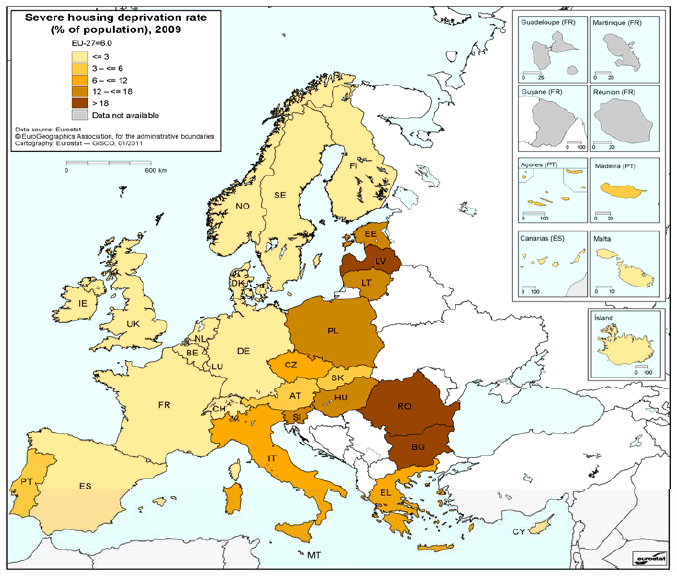 Severe housing deprivation rate
(% of population), 2009
EU-27=6.0
<= 3
3 – <= 6
6 – <= 12
12 – <= 18
> 18
Data not available
Data source: Eurostat
© EuroGeographics Association, for the administrative boundaries
Cartography: Eurostat — GISCO, 01/2011
0 600 km
Guadeloupe (FR)
0 25
Martinique (FR)
0 20
Guyane (FR)
0 100
Réunion (FR)
0 20
Açores (PT)
0 100
Madeira (PT)
0 20
Canarias (ES)
0 100
Malta
0 10
Ísland
0 100
FI
NO
SE
EE
LV
LT
DK
IE
UK
NL
BE
LU
DE
PL
CZ
SK
AT
HU
CH
SI
FR
RO
BG
IT
PT
ES
EL
CY
MT
eurostat